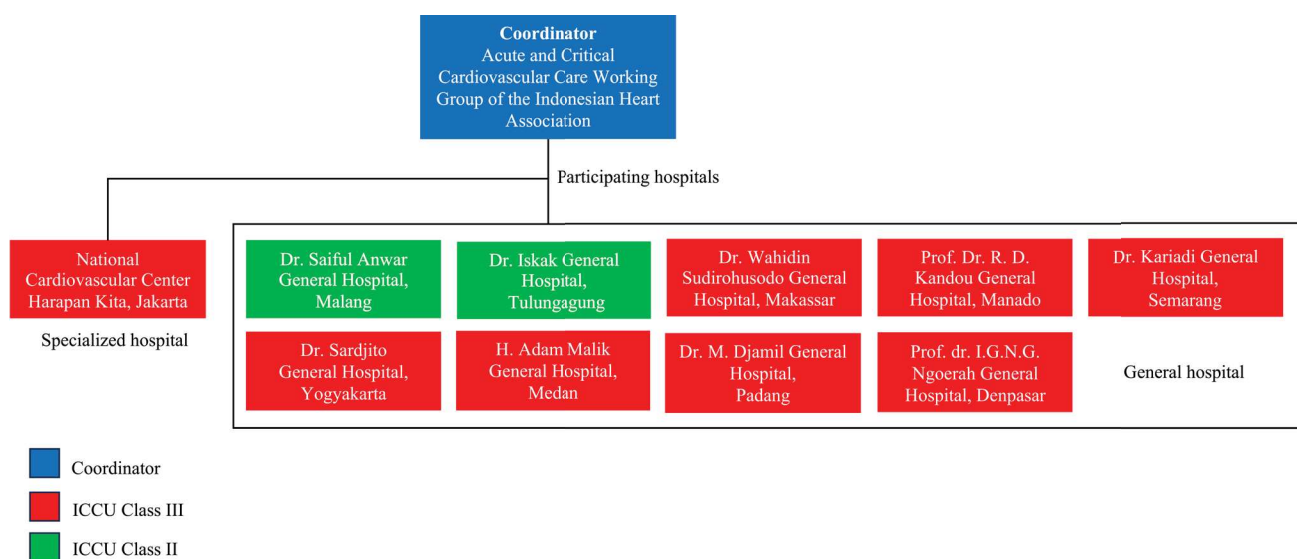 Coordinator
Acute and Critical
Cardiovascular Care Working
Group of the Indonesian Heart
Association
Participating hospitals
National
Cardiovascular Center
Harapan Kita, Jakarta
Specialized hospital
Dr. Saiful Anwar
General Hospital,
Malang
Dr. Iskak General
Hospital,
Tulungagung
Dr. Wahidin
Sudirohusodo General
Hospital, Makassar
Prof. Dr. R. D.
Kandou General
Hospital, Manado
Dr. Kariadi General
Hospital,
Semarang
Dr. Sardjito
General Hospital,
Yogyakarta
H. Adam Malik
General Hospital,
Medan
Dr. M. Djamil General
Hospital,
Padang
Prof. dr. I.G.N.G.
Ngoerah General
Hospital, Denpasar
General hospital
Coordinator
ICCU Class III
ICCU Class II